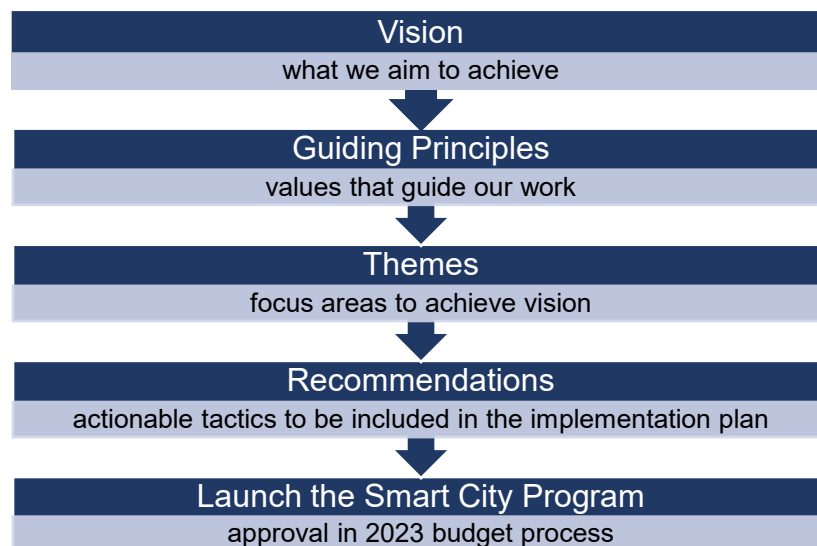 Vision
what we aim to achieve
Guiding Principles
values that guide our work
Themes
focus areas to achieve vision
Recommendations
actionable tactics to be included in the implementation plan
Launch the Smart City Program
approval in 2023 budget process